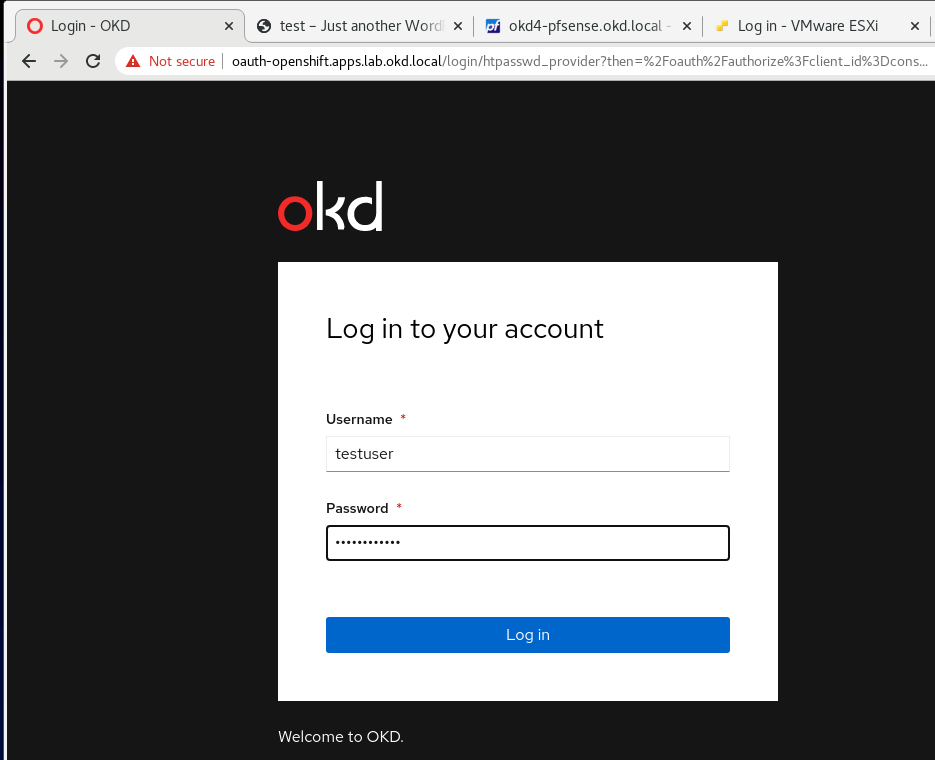 Login - OKD
test – Just another Word
okd4-pfsense.okd.local -
Log in - VMware ESXi
Not secure
oauth-openshift.apps.lab.okd.local/login/htpasswd_provider?then=%2Foauth%2Fauthorize%3Fclient_id%3Dcons...
okd
Log in to your account
Username *
testuser
Password *
••••••••••••
Log in
Welcome to OKD.